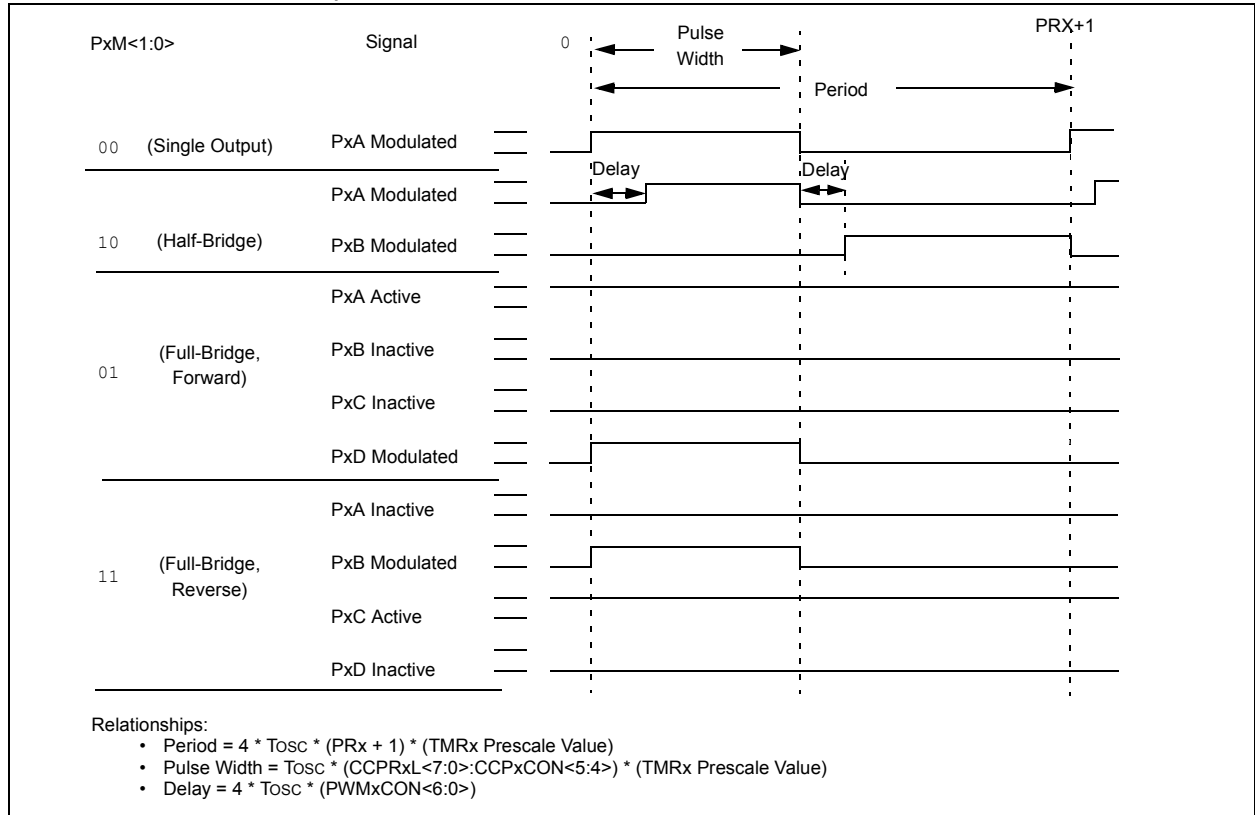 PxM<1:0>
Signal
0
Pulse
Width
PRX+1
Period
00 (Single Output) PxA Modulated
Delay
Delay
PxA Modulated
10 (Half-Bridge) PxB Modulated
PxA Active
01 (Full-Bridge,
Forward)
PxB Inactive
PxC Inactive
PxD Modulated
PxA Inactive
11 (Full-Bridge,
Reverse)
PxB Modulated
PxC Active
PxD Inactive
Relationships:
• Period = 4 * TOSC * (PRx + 1) * (TMRx Prescale Value)
• Pulse Width = TOSC * (CCPRxL<7:0>:CCPxCON<5:4>) * (TMRx Prescale Value)
• Delay = 4 * TOSC * (PWMxCON<6:0>)